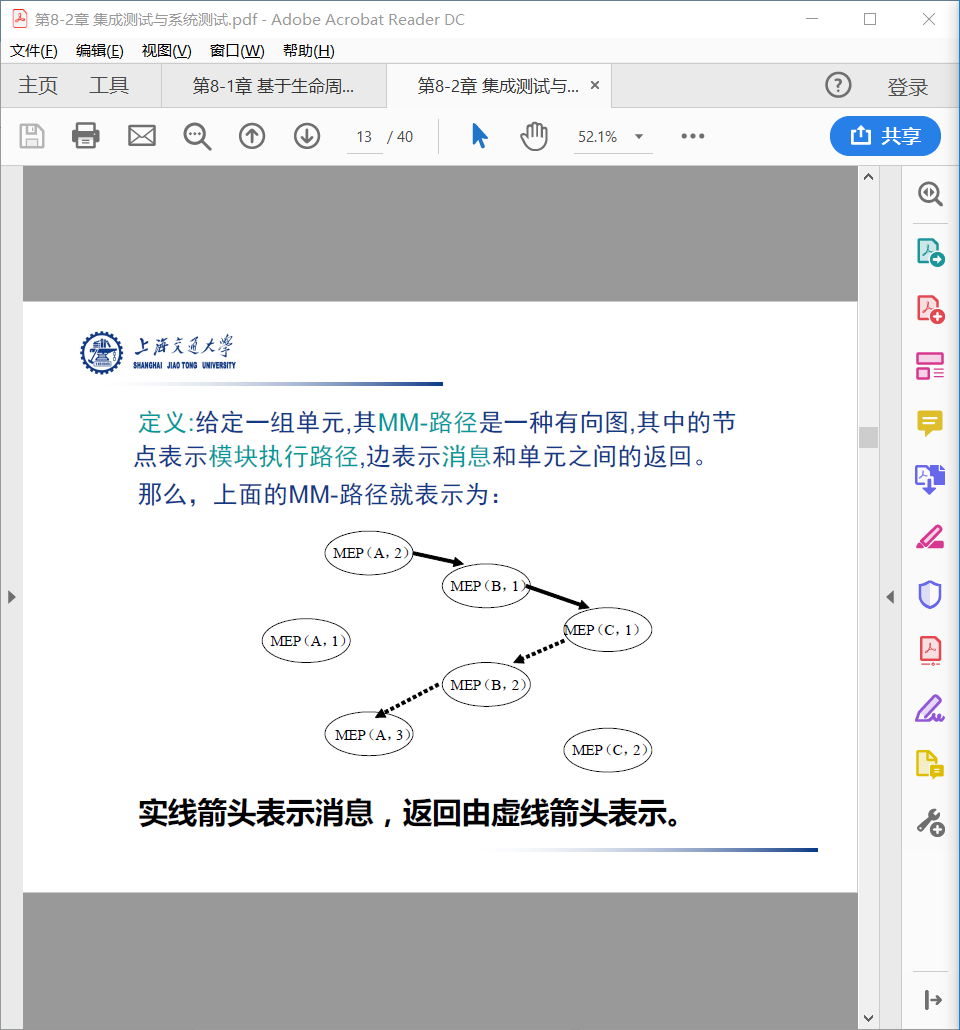 第8-2章 集成测试与系统测试.pdf - Adobe Acrobat Reader DC
文件(F) 编辑(E) 视图(V) 窗口(W) 帮助(H)
主页 工具 第8-1章 基于生命周... 第8-2章 集成测试与... × 登录
13 / 40 52.1% 共享
上海交通大学
SHANGHAI JIAO TONG UNIVERSITY
定义:给定一组单元,其MM-路径是一种有向图,其中的节
点表示模块执行路径,边表示消息和单元之间的返回。
那么，上面的MM-路径就表示为：
MEP（A，2）
MEP（B，1）
MEP（C，1）
MEP（A，1）
MEP（B，2）
MEP（A，3）
MEP（C，2）
实线箭头表示消息，返回由虚线箭头表示。